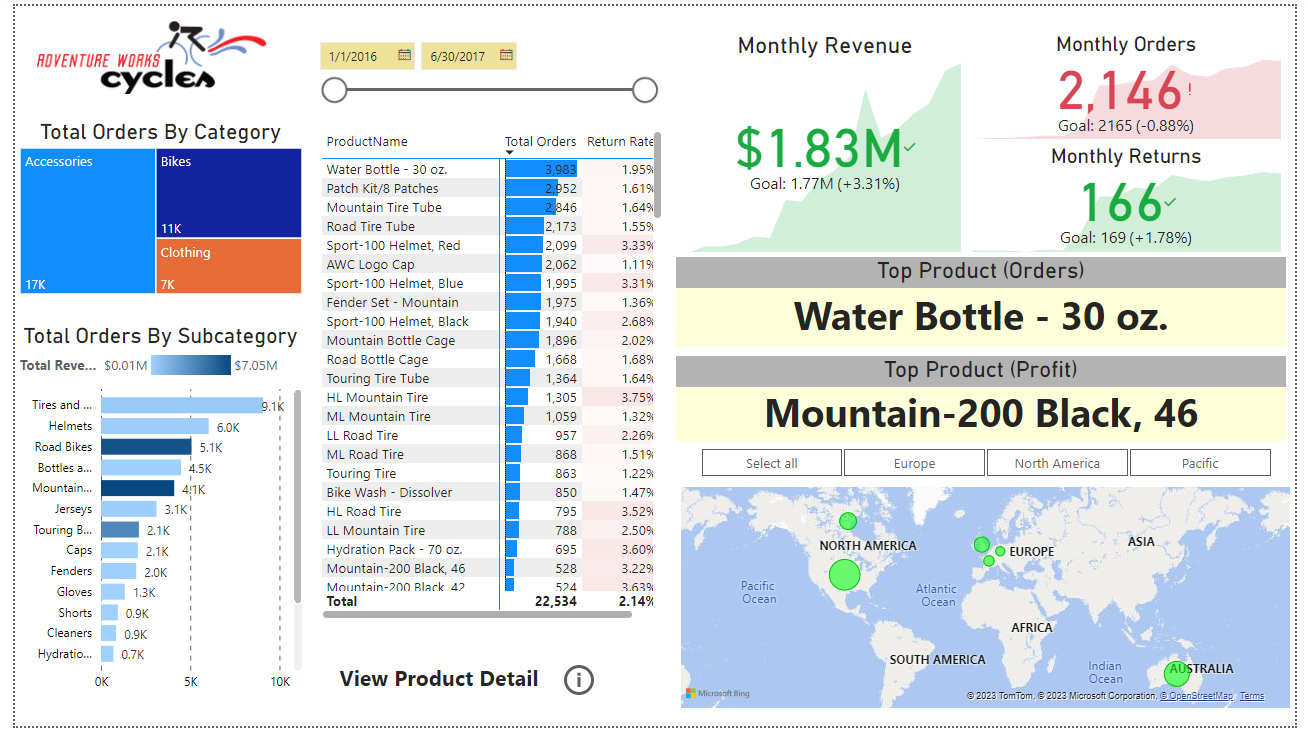 ADVENTURE WORKS
cycles
Total Orders By Category
Accessories
17K
Bikes
11K
Clothing
7K
Total Orders By Subcategory
Total Reve... $0.01M $7.05M
Tires and ... 9.1K
Helmets 6.0K
Road Bikes 5.1K
Bottles a... 4.5K
Mountain... 4.1K
Jerseys 3.1K
Touring B... 2.1K
Caps 2.1K
Fenders 2.0K
Gloves 1.3K
Shorts 0.9K
Cleaners 0.9K
Hydratio... 0.7K
0K 5K 10K
1/1/2016 6/30/2017
ProductName Total Orders Return Rate
Water Bottle - 30 oz. 3,983 1.95%
Patch Kit/8 Patches 2,952 1.61%
Mountain Tire Tube 2,846 1.64%
Road Tire Tube 2,173 1.55%
Sport-100 Helmet, Red 2,099 3.33%
AWC Logo Cap 2,062 1.11%
Sport-100 Helmet, Blue 1,995 3.31%
Fender Set - Mountain 1,975 1.36%
Sport-100 Helmet, Black 1,940 2.68%
Mountain Bottle Cage 1,896 2.02%
Road Bottle Cage 1,668 1.68%
Touring Tire Tube 1,364 1.64%
HL Mountain Tire 1,305 3.75%
ML Mountain Tire 1,059 1.32%
LL Road Tire 957 2.26%
ML Road Tire 868 1.51%
Touring Tire 863 1.22%
Bike Wash - Dissolver 850 1.47%
HL Road Tire 795 3.52%
LL Mountain Tire 788 2.50%
Hydration Pack - 70 oz. 695 3.60%
Mountain-200 Black, 46 528 3.22%
Mountain-200 Black, 42 524 3.63%
Total 22,534 2.14%
View Product Detail i
Monthly Revenue
$1.83M
Goal: 1.77M (+3.31%)
Monthly Orders
2,146!
Goal: 2165 (-0.88%)
Monthly Returns
166
Goal: 169 (+1.78%)
Top Product (Orders)
Water Bottle - 30 oz.
Top Product (Profit)
Mountain-200 Black, 46
Select all Europe North America Pacific
NORTH AMERICA
EUROPE
ASIA
Pacific
Ocean
Atlantic
Ocean
AFRICA
SOUTH AMERICA
Indian
Ocean
AUSTRALIA
Microsoft Bing
© 2023 TomTom, © 2023 Microsoft Corporation, © OpenStreetMap Terms